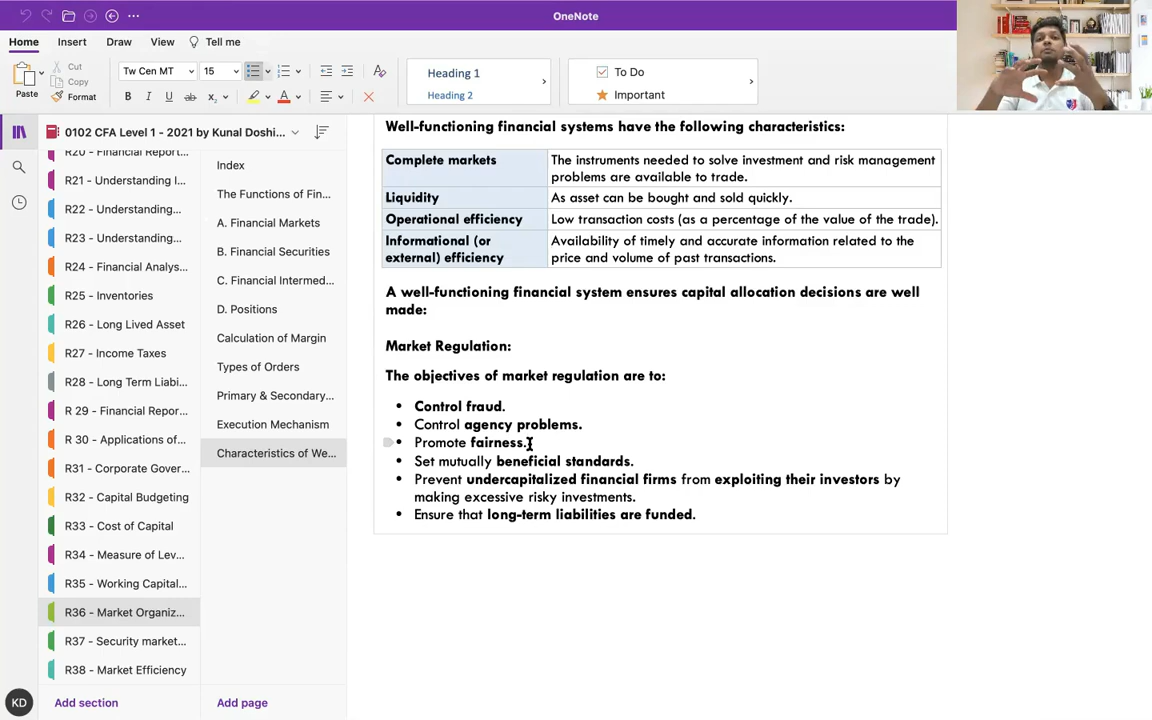 OneNote
Home
Insert
Draw
View
Tell me
Paste
Cut
Copy
Format
Tw Cen MT
15
B I U ab x₂ A
Heading 1
Heading 2
To Do
Important
0102 CFA Level 1 - 2021 by Kunal Doshi...
R20 - Financial Report...
R21 - Understanding I...
R22 - Understanding...
R23 - Understanding...
R24 - Financial Analys...
R25 - Inventories
R26 - Long Lived Asset
R27 - Income Taxes
R28 - Long Term Liabi...
R 29 - Financial Repor...
R 30 - Applications of...
R31 - Corporate Gover...
R32 - Capital Budgeting
R33 - Cost of Capital
R34 - Measure of Lev...
R35 - Working Capital...
R36 - Market Organiz...
R37 - Security market...
R38 - Market Efficiency
Add section
KD
Index
The Functions of Fin...
A. Financial Markets
B. Financial Securities
C. Financial Intermed...
D. Positions
Calculation of Margin
Types of Orders
Primary & Secondary...
Execution Mechanism
Characteristics of We...
Add page
Well-functioning financial systems have the following characteristics:
Complete markets
The instruments needed to solve investment and risk management
problems are available to trade.
Liquidity
As asset can be bought and sold quickly.
Operational efficiency
Low transaction costs (as a percentage of the value of the trade).
Informational (or
external) efficiency
Availability of timely and accurate information related to the
price and volume of past transactions.
A well-functioning financial system ensures capital allocation decisions are well
made:
Market Regulation:
The objectives of market regulation are to:
• Control fraud.
• Control agency problems.
• Promote fairness.
• Set mutually beneficial standards.
• Prevent undercapitalized financial firms from exploiting their investors by
making excessive risky investments.
• Ensure that long-term liabilities are funded.